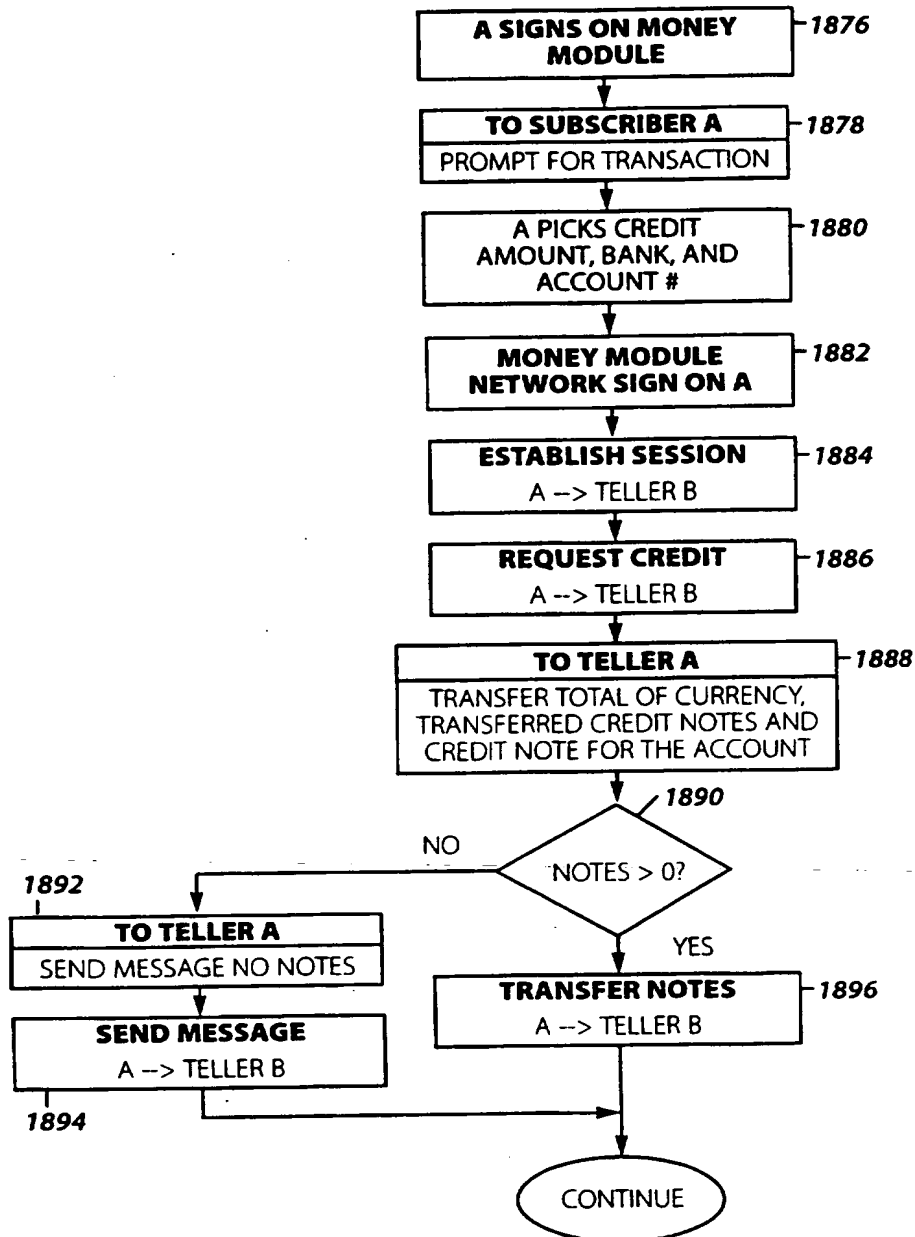 A SIGNS ON MONEY
MODULE
1876
TO SUBSCRIBER A
1878
PROMPT FOR TRANSACTION
A PICKS CREDIT
AMOUNT, BANK, AND
ACCOUNT #
1880
MONEY MODULE
NETWORK SIGN ON A
1882
ESTABLISH SESSION
1884
A --> TELLER B
REQUEST CREDIT
1886
A --> TELLER B
TO TELLER A
1888
TRANSFER TOTAL OF CURRENCY,
TRANSFERRED CREDIT NOTES AND
CREDIT NOTE FOR THE ACCOUNT
1890
NO
NOTES > 0?
1892
TO TELLER A
SEND MESSAGE NO NOTES
YES
TRANSFER NOTES
1896
A --> TELLER B
SEND MESSAGE
A --> TELLER B
1894
CONTINUE